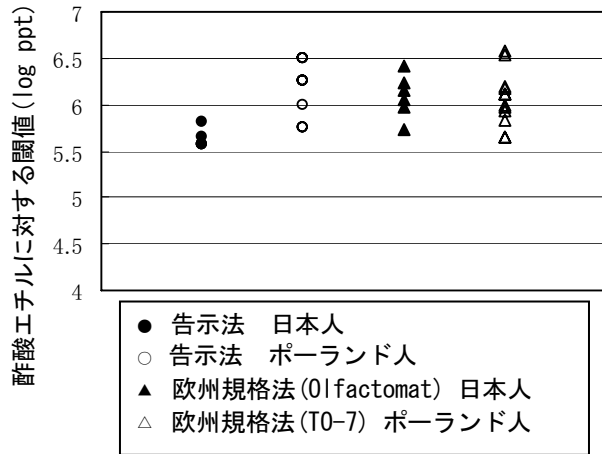 酢酸エチルに対する閾値(log ppt)
7
6.5
6
5.5
5
4.5
4
● 告示法 日本人
○ 告示法 ポーランド人
▲ 欧州規格法(Olfactomat) 日本人
△ 欧州規格法(TO-7) ポーランド人